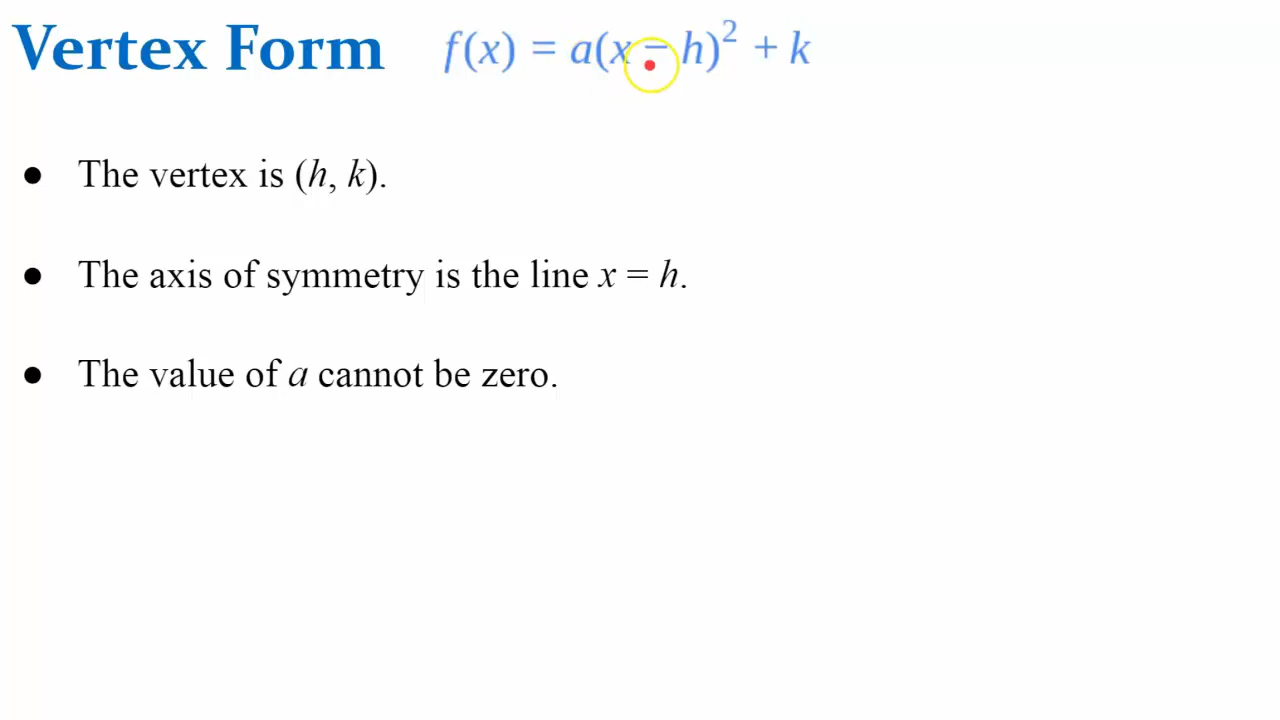 Vertex Form f(x) = a(x − h)² + k
● The vertex is (h, k).
● The axis of symmetry is the line x = h.
● The value of a cannot be zero.